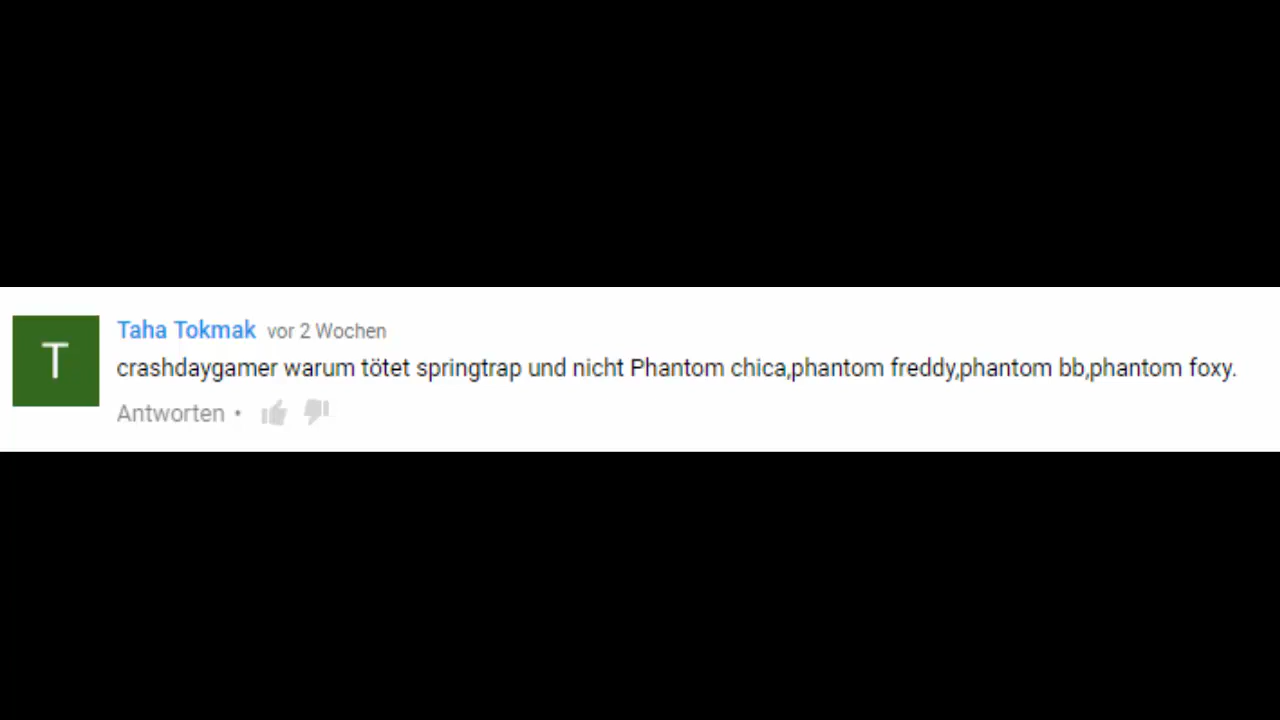 T
Taha Tokmak vor 2 Wochen
crashdaygamer warum tötet springtrap und nicht Phantom chica,phantom freddy,phantom bb,phantom foxy.
Antworten •